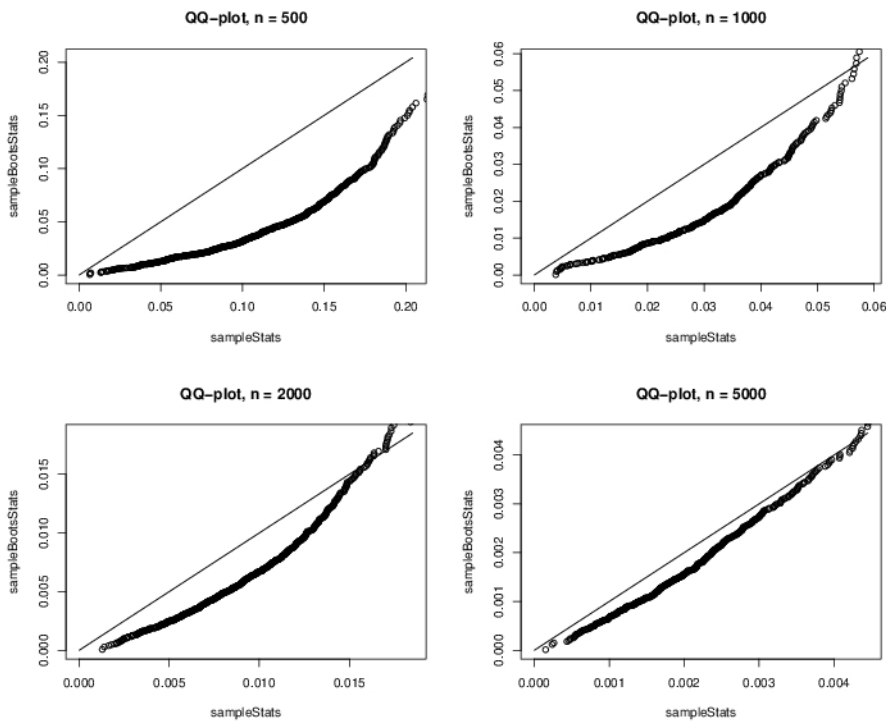 QQ-plot, n = 500
sampleBootsStats
0.00 0.05 0.10 0.15 0.20
0.00 0.05 0.10 0.15 0.20
sampleStats
QQ-plot, n = 1000
sampleBootsStats
0.00 0.01 0.02 0.03 0.04 0.05 0.06
0.00 0.01 0.02 0.03 0.04 0.05 0.06
sampleStats
QQ-plot, n = 2000
sampleBootsStats
0.000 0.005 0.010 0.015
0.000 0.005 0.010 0.015
sampleStats
QQ-plot, n = 5000
sampleBootsStats
0.000 0.001 0.002 0.003 0.004
0.000 0.001 0.002 0.003 0.004
sampleStats